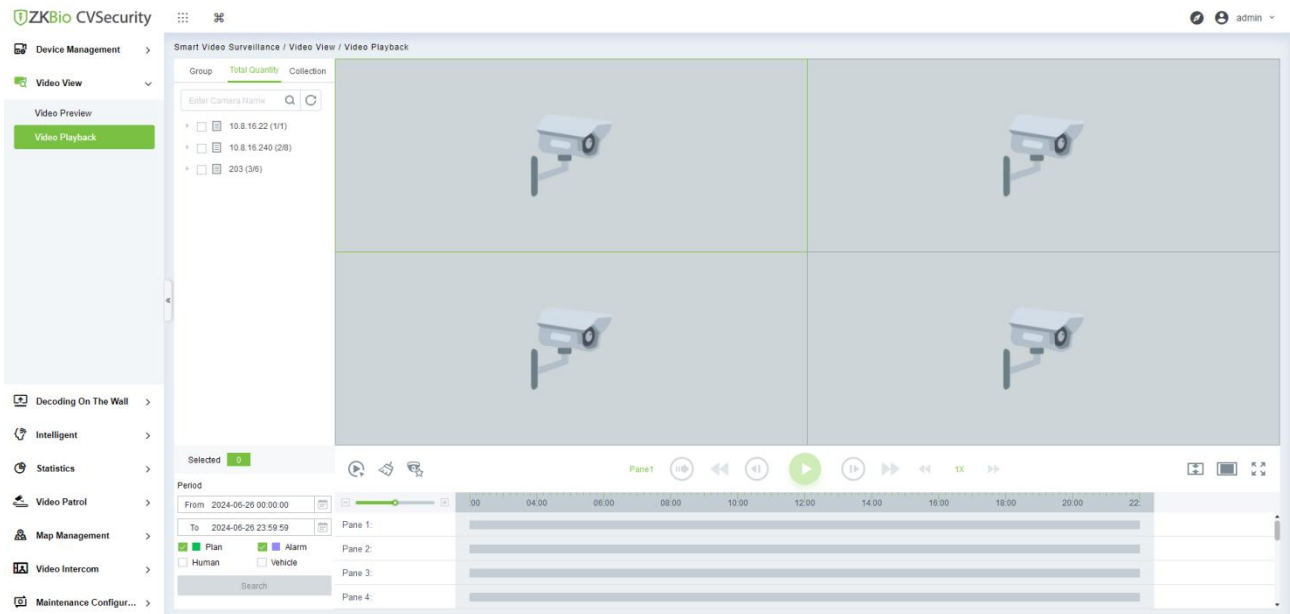 ZKBio CVSecurity
admin
Device Management
Video View
Video Preview
Video Playback
Decoding On The Wall
Intelligent
Statistics
Video Patrol
Map Management
Video Intercom
Maintenance Configur...
Smart Video Surveillance / Video View / Video Playback
Group Total Quantity Collection
Enter Camera Name
10.8.16.22 (1/1)
10.8.16.240 (2/8)
203 (3/6)
Selected 0
Period
From 2024-06-26 00:00:00
To 2024-06-26 23:59:59
Plan Alarm
Human Vehicle
Search
Pane1 1X
:00 04:00 06:00 08:00 10:00 12:00 14:00 16:00 18:00 20:00 22:
Pane 1:
Pane 2:
Pane 3:
Pane 4: